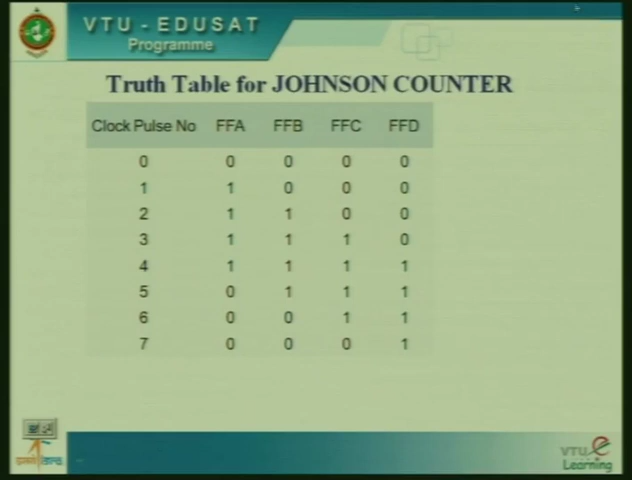 VTU - EDUSAT
Programme
Truth Table for JOHNSON COUNTER
Clock Pulse No FFA FFB FFC FFD
0 0 0 0 0
1 1 0 0 0
2 1 1 0 0
3 1 1 1 0
4 1 1 1 1
5 0 1 1 1
6 0 0 1 1
7 0 0 0 1
VTU e
Learning